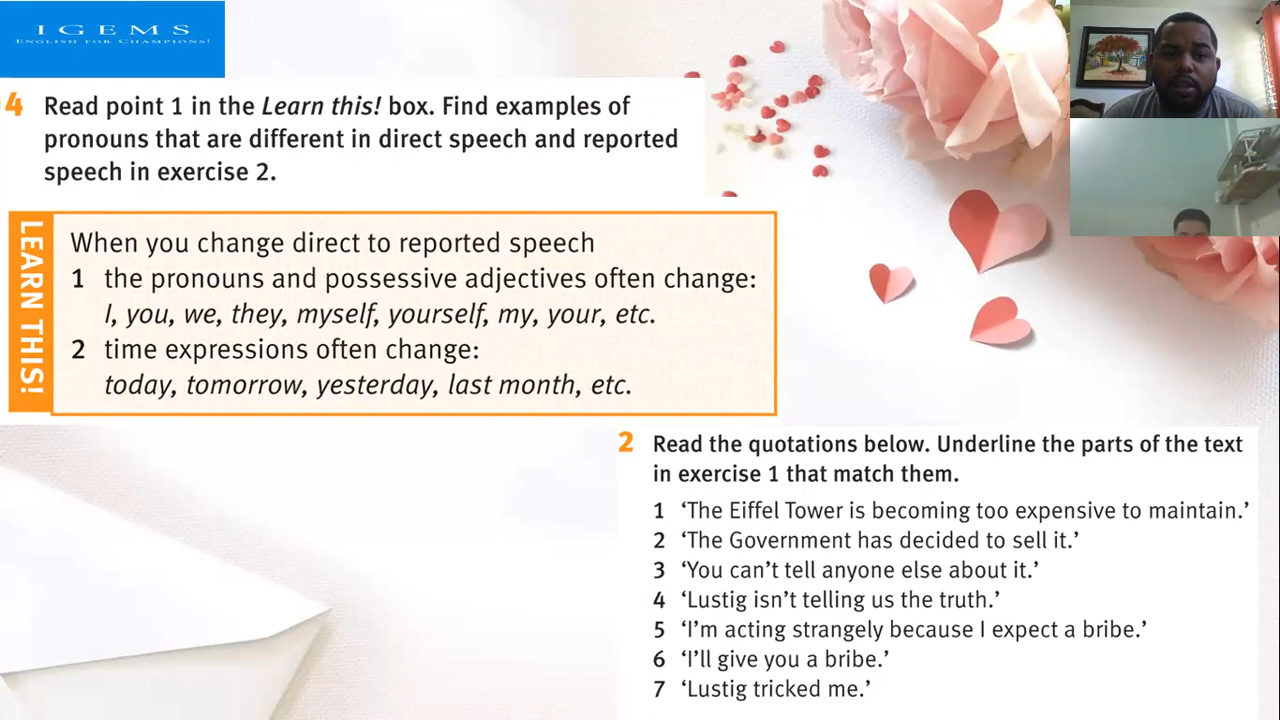 IGEMS
ENGLISH FOR CHAMPIONS!
4 Read point 1 in the Learn this! box. Find examples of
pronouns that are different in direct speech and reported
speech in exercise 2.
LEARN THIS!
When you change direct to reported speech
1 the pronouns and possessive adjectives often change:
I, you, we, they, myself, yourself, my, your, etc.
2 time expressions often change:
today, tomorrow, yesterday, last month, etc.
2 Read the quotations below. Underline the parts of the text
in exercise 1 that match them.
1 ‘The Eiffel Tower is becoming too expensive to maintain.’
2 ‘The Government has decided to sell it.’
3 ‘You can’t tell anyone else about it.’
4 ‘Lustig isn’t telling us the truth.’
5 ‘I’m acting strangely because I expect a bribe.’
6 ‘I’ll give you a bribe.’
7 ‘Lustig tricked me.’